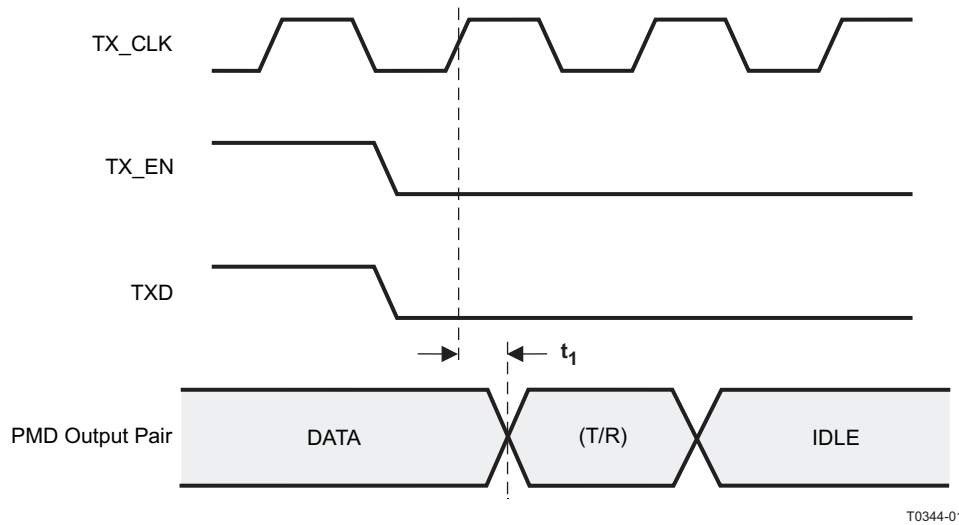 TX_CLK
TX_EN
TXD
t1
PMD Output Pair
DATA
(T/R)
IDLE
T0344-01